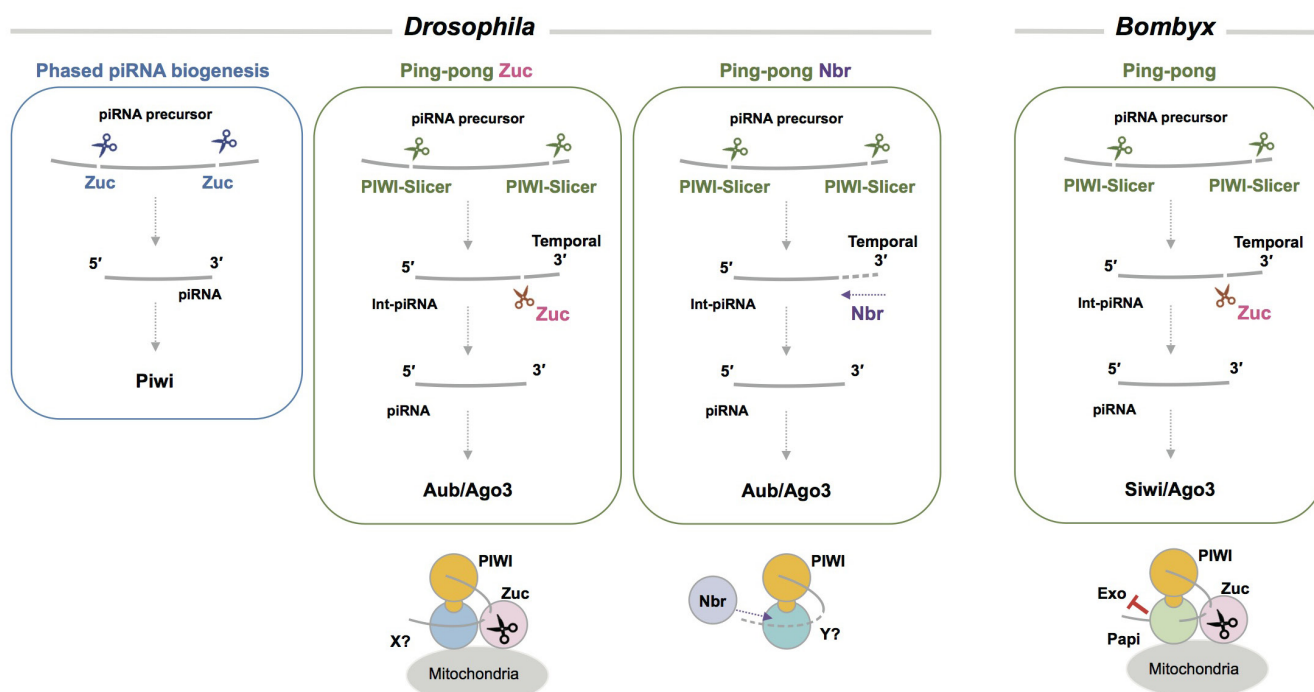 Drosophila
Bombyx
Phased piRNA biogenesis
piRNA precursor
Zuc
Zuc
5′
3′
piRNA
Piwi
Ping-pong Zuc
piRNA precursor
PIWI-Slicer
PIWI-Slicer
Temporal
5′
3′
Int-piRNA
Zuc
5′
3′
piRNA
Aub/Ago3
PIWI
Zuc
X?
Mitochondria
Ping-pong Nbr
piRNA precursor
PIWI-Slicer
PIWI-Slicer
Temporal
5′
3′
Int-piRNA
Nbr
5′
3′
piRNA
Aub/Ago3
PIWI
Nbr
Y?
Ping-pong
piRNA precursor
PIWI-Slicer
PIWI-Slicer
Temporal
5′
3′
Int-piRNA
Zuc
5′
3′
piRNA
Siwi/Ago3
PIWI
Exo
Zuc
Papi
Mitochondria